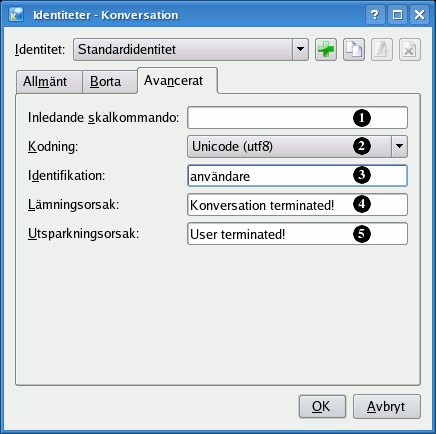 Identiteter - Konversation
Identitet: Standardidentitet
Allmänt Borta Avancerat
Inledande skalkommando: 1
Kodning: Unicode (utf8) 2
Identifikation: användare 3
Lämningsorsak: Konversation terminated! 4
Utsparkningsorsak: User terminated! 5
OK Avbryt